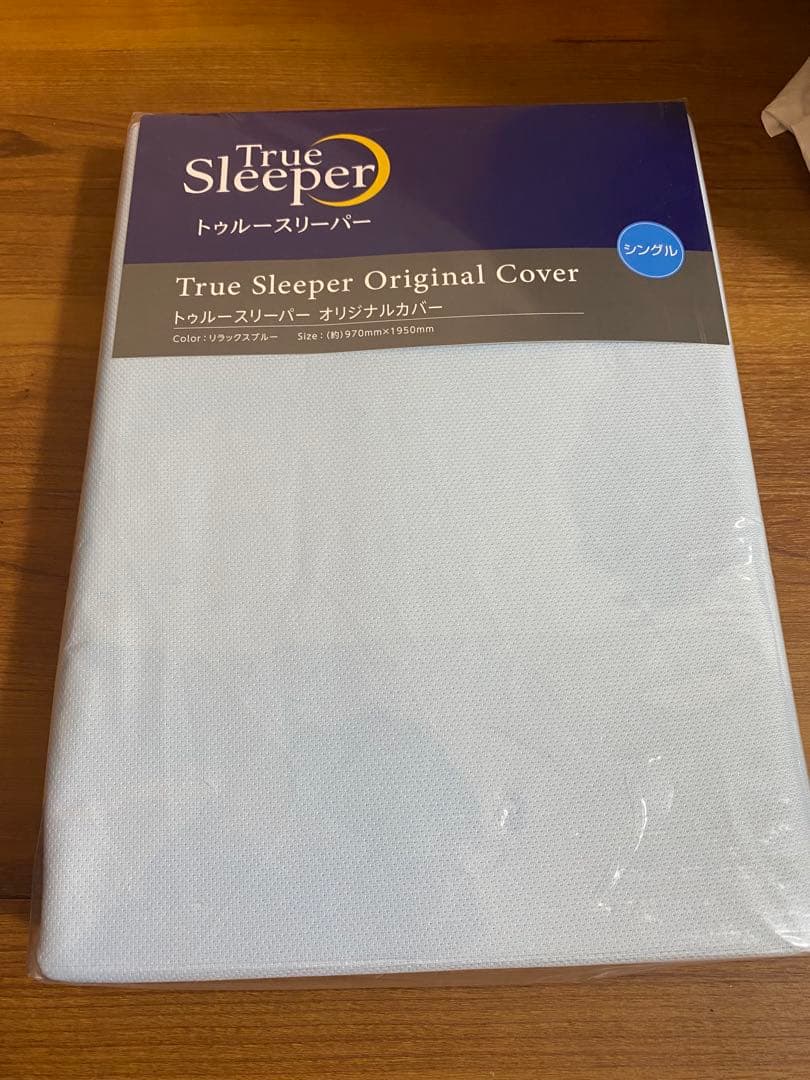 True
Sleeper
トゥルースリーパー
シングル
True Sleeper Original Cover
トゥルースリーパー オリジナルカバー
Color：リラックスブルー Size：（約）970mm×1950mm